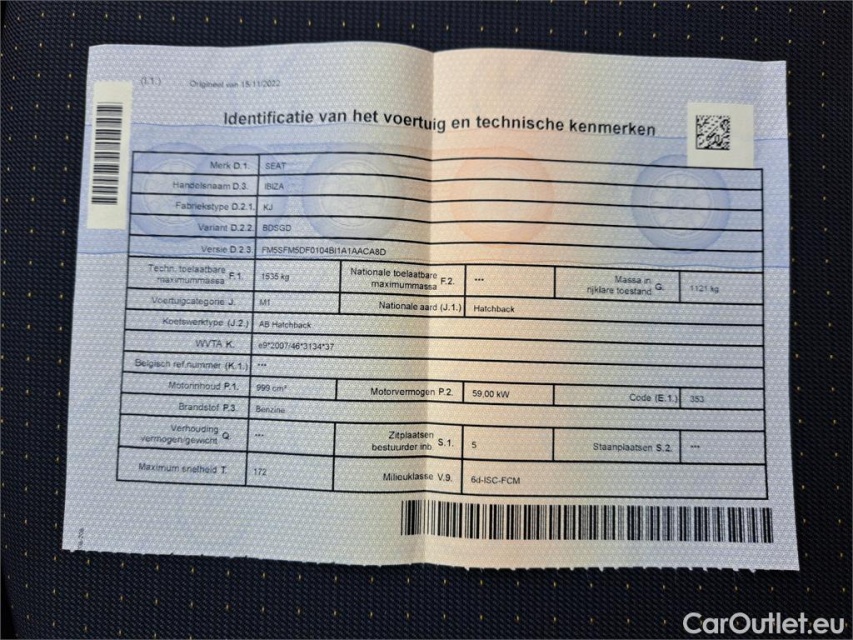 (I.1.) Origineel van 15/11/2022
Identificatie van het voertuig en technische kenmerken
Merk D.1. SEAT
Handelsnaam D.3. IBIZA
Fabriekstype D.2.1. KJ
Variant D.2.2. BDSGD
Versie D.2.3 FM5SFM5DF0104BI1A1AACA8D
Techn. toelaatbare maximummassa F.1. 1535 kg Nationale toelaatbare maximummassa F.2. --- Massa in rijklare toestand G. 1121 kg
Voertuigcategorie J. M1 Nationale aard (J.1.) Hatchback
Koetswerktype (J.2.) AB Hatchback
WVTA K. e9*2007/46*3134*37
Belgisch ref.nummer (K.1.) ---
Motorinhoud P.1. 999 cm³ Motorvermogen P.2. 59,00 kW Code (E.1.) 353
Brandstof P.3. Benzine
Verhouding vermogen/gewicht Q. --- Zitplaatsen bestuurder inb. S.1. 5 Staanplaatsen S.2. ---
Maximum snelheid T. 172 Milieuklasse V.9. 6d-ISC-FCM
CarOutlet.eu